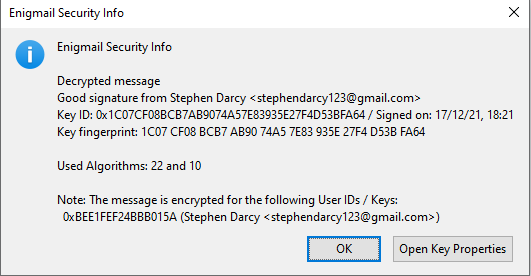 Enigmail Security Info
Enigmail Security Info
Decrypted message
Good signature from Stephen Darcy <stephendarcy123@gmail.com>
Key ID: 0x1C07CF08BCB7AB9074A57E83935E27F4D53BFA64 / Signed on: 17/12/21, 18:21
Key fingerprint: 1C07 CF08 BCB7 AB90 74A5 7E83 935E 27F4 D53B FA64
Used Algorithms: 22 and 10
Note: The message is encrypted for the following User IDs / Keys:
0xBEE1FEF24BBB015A (Stephen Darcy <stephendarcy123@gmail.com>)
OK
Open Key Properties